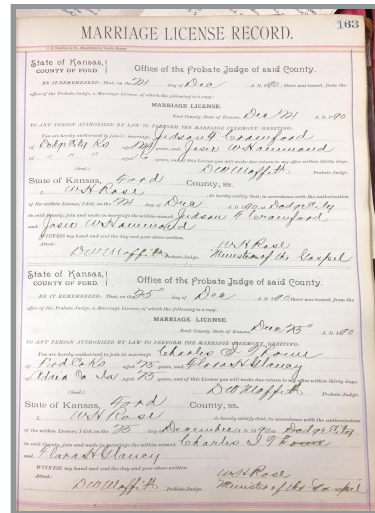 163
MARRIAGE LICENSE RECORD.
State of Kansas,
COUNTY OF FORD.
Office of the Probate Judge of said County.
BE IT REMEMBERED: That, on the 24 day of Dec A. D. 1890, there was issued, from the
office of the Probate Judge, a Marriage License, of which the following is a copy:
MARRIAGE LICENSE.
Ford County, State of Kansas, Dec 24 A. D. 1890
TO ANY PERSON AUTHORIZED BY LAW TO PERFORM THE MARRIAGE CEREMONY, GREETING:
You are hereby authorized to join in marriage Judson Crawford
of Dodge City Ks aged years, and Josie W Hammond
of " " " aged years, and of this License you will make due return to my office within thirty days.
(Seal.) D W Moffitt Probate Judge.
State of Kansas, Ford County, ss.
I, W H Rose do hereby certify, that in accordance with the authorization
of the within License, I did, on the 24 day of Dec A. D. 1890, at Dodge City
in said County, join and unite in marriage the within-named Judson Crawford
and Josie W Hammond
WITNESS my hand and seal the day and year above written.
Attest: W H Rose
D W Moffitt Probate Judge. Minister of the Gospel
State of Kansas,
COUNTY OF FORD.
Office of the Probate Judge of said County.
BE IT REMEMBERED: That, on the 25" day of Dec A. D. 1890, there was issued, from the
office of the Probate Judge, a Marriage License, of which the following is a copy:
MARRIAGE LICENSE.
Ford County, State of Kansas, Dec 25" A. D. 1890
TO ANY PERSON AUTHORIZED BY LAW TO PERFORM THE MARRIAGE CEREMONY, GREETING:
You are hereby authorized to join in marriage Charles
of Ford Co Ks aged years, and Clara H Glancy
of Co Ia aged years, and of this License you will make due return to my office within thirty days.
(Seal.) D W Moffitt Probate Judge.
State of Kansas, Ford County, ss.
I, W H Rose do hereby certify, that in accordance with the authorization
of the within License, I did, on the 25 day of December A. D. 1890, at Dodge City
in said County, join and unite in marriage the within-named Charles
and Clara H Glancy
WITNESS my hand and seal the day and year above written.
Attest: W H Rose
D W Moffitt Probate Judge. Minister of the Gospel